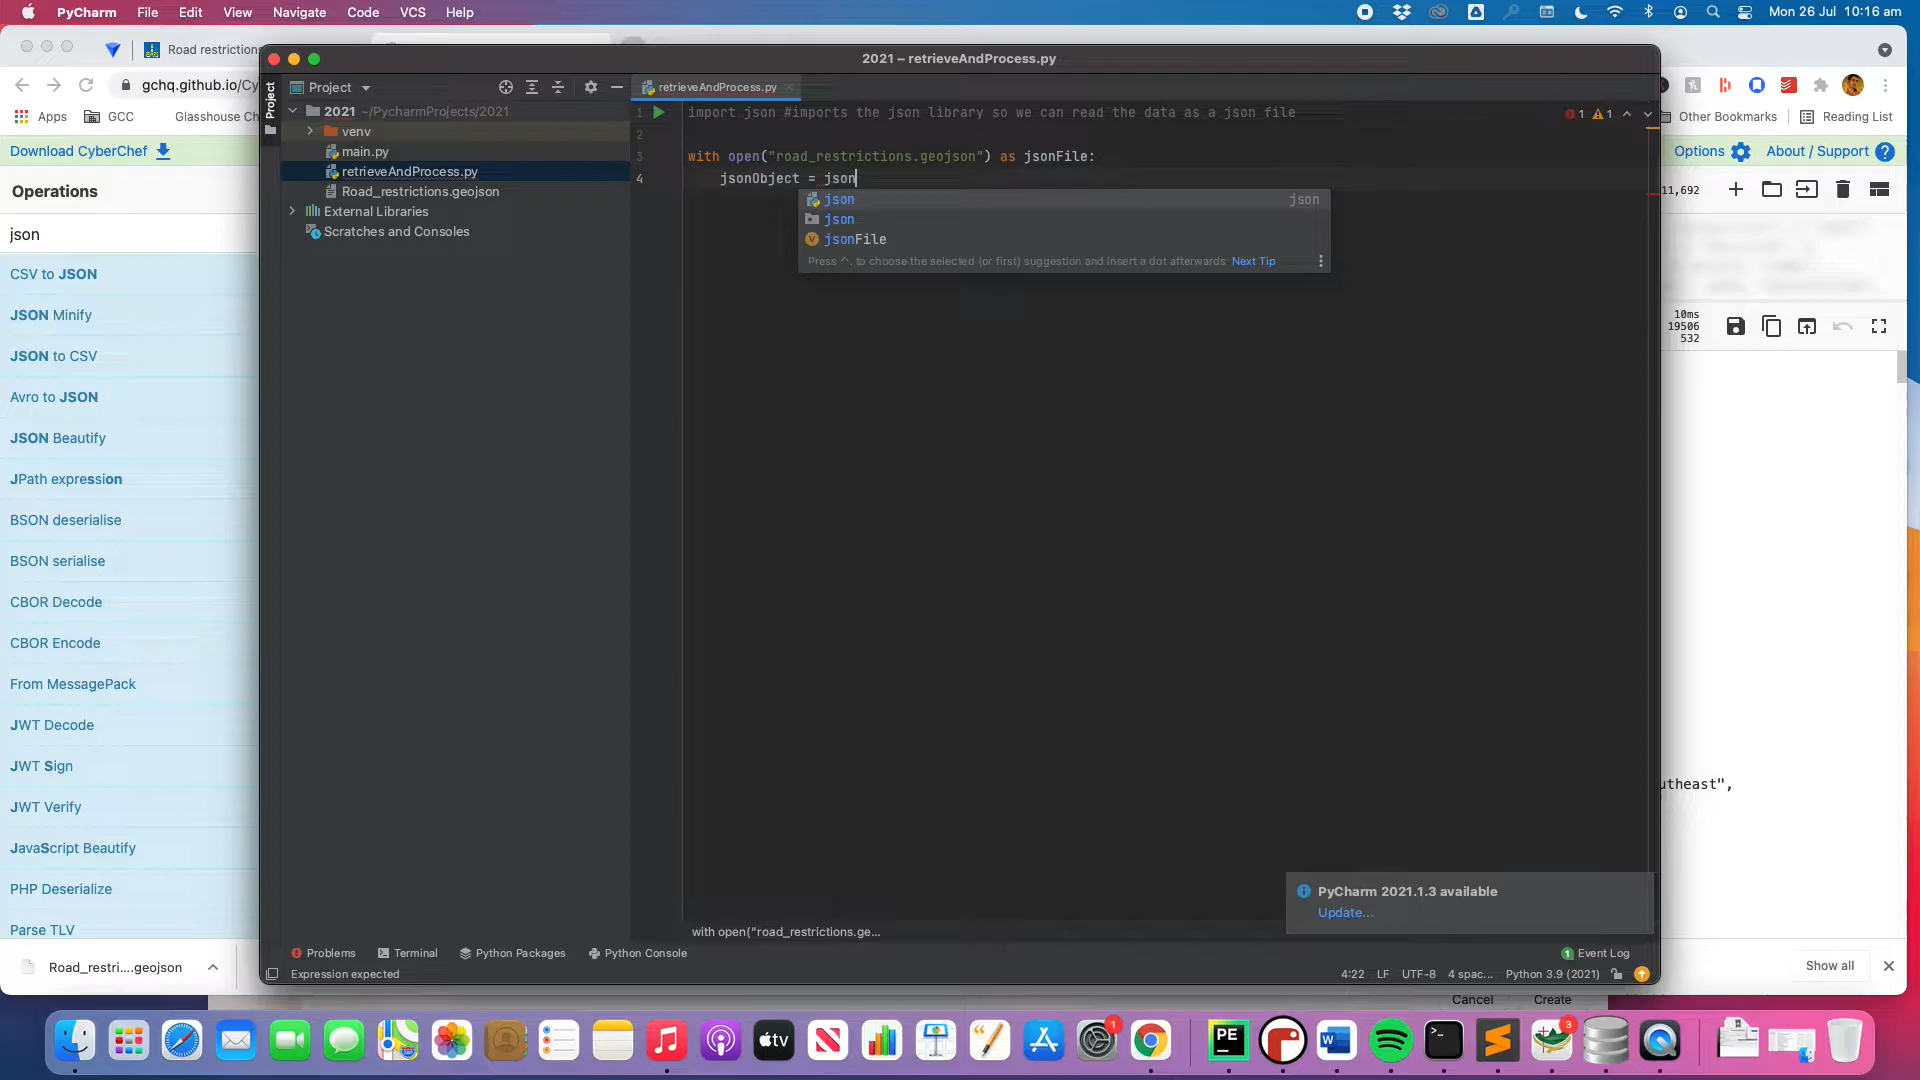 PyCharm File Edit View Navigate Code VCS Help
Mon 26 Jul 10:16 am
Road restrictions
2021 – retrieveAndProcess.py
gchq.github.io/Cy
Project
Project
retrieveAndProcess.py
Apps GCC Glasshouse Ch
2021 ~/PycharmProjects/2021
1 import json #imports the json library so we can read the data as a json file
1 1
Other Bookmarks Reading List
venv
2
Download CyberChef
main.py
3 with open("road_restrictions.geojson") as jsonFile:
Options About / Support
retrieveAndProcess.py
4 jsonObject = json
Operations
Road_restrictions.geojson
11,692
json json
External Libraries
json
Scratches and Consoles
json
jsonFile
Press ^. to choose the selected (or first) suggestion and insert a dot afterwards Next Tip
CSV to JSON
JSON Minify
10ms
19506
532
JSON to CSV
Avro to JSON
JSON Beautify
JPath expression
BSON deserialise
BSON serialise
CBOR Decode
CBOR Encode
From MessagePack
JWT Decode
JWT Sign
utheast",
JWT Verify
JavaScript Beautify
PHP Deserialize
PyCharm 2021.1.3 available
Update...
Parse TLV
with open("road_restrictions.ge...
Problems Terminal Python Packages Python Console
1 Event Log
Road_restri....geojson
Show all
Expression expected
4:22 LF UTF-8 4 spac... Python 3.9 (2021)
Cancel Create
1
3
tv
PE
W